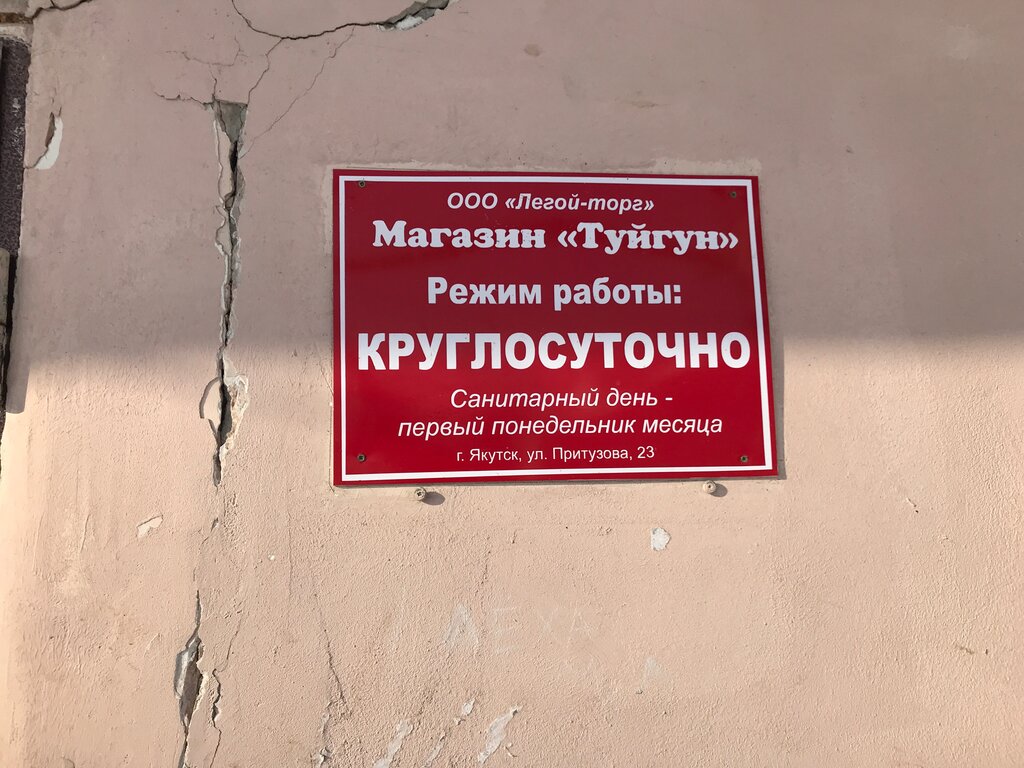 ООО «Легой-торг»
Магазин «Туйгун»
Режим работы:
КРУГЛОСУТОЧНО
Санитарный день -
первый понедельник месяца
г. Якутск, ул. Притузова, 23